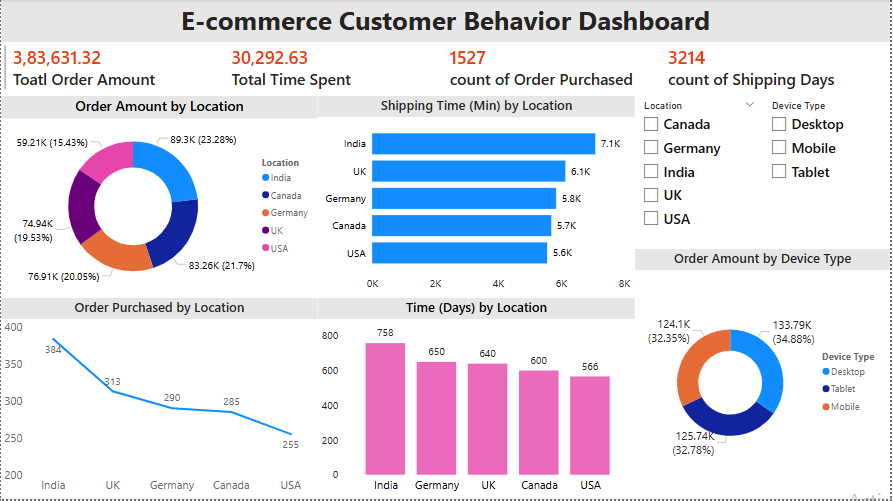 E-commerce Customer Behavior Dashboard
3,83,631.32
Toatl Order Amount
30,292.63
Total Time Spent
1527
count of Order Purchased
3214
count of Shipping Days
Order Amount by Location
59.21K (15.43%)
89.3K (23.28%)
74.94K
(19.53%)
76.91K (20.05%)
83.26K (21.7%)
Location
India
Canada
Germany
UK
USA
Shipping Time (Min) by Location
India
7.1K
UK
6.1K
Germany
5.8K
Canada
5.7K
USA
5.6K
0K
2K
4K
6K
8K
Location
Canada
Germany
India
UK
USA
Device Type
Desktop
Mobile
Tablet
Order Purchased by Location
400
350
300
250
200
384
313
290
285
255
India
UK
Germany
Canada
USA
Time (Days) by Location
800
600
400
200
0
758
650
640
600
566
India
Germany
UK
Canada
USA
Order Amount by Device Type
124.1K
(32.35%)
133.79K
(34.88%)
125.74K
(32.78%)
Device Type
Desktop
Tablet
Mobile